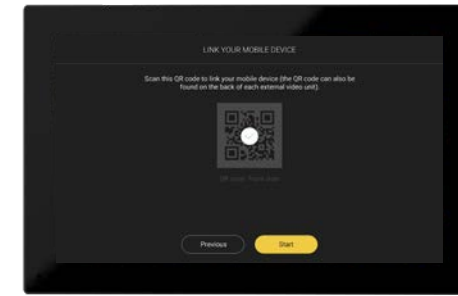 LINK YOUR MOBILE DEVICE
Scan this QR code to link your mobile device (the QR code can also be
found on the back of each external video unit).
Previous
Start